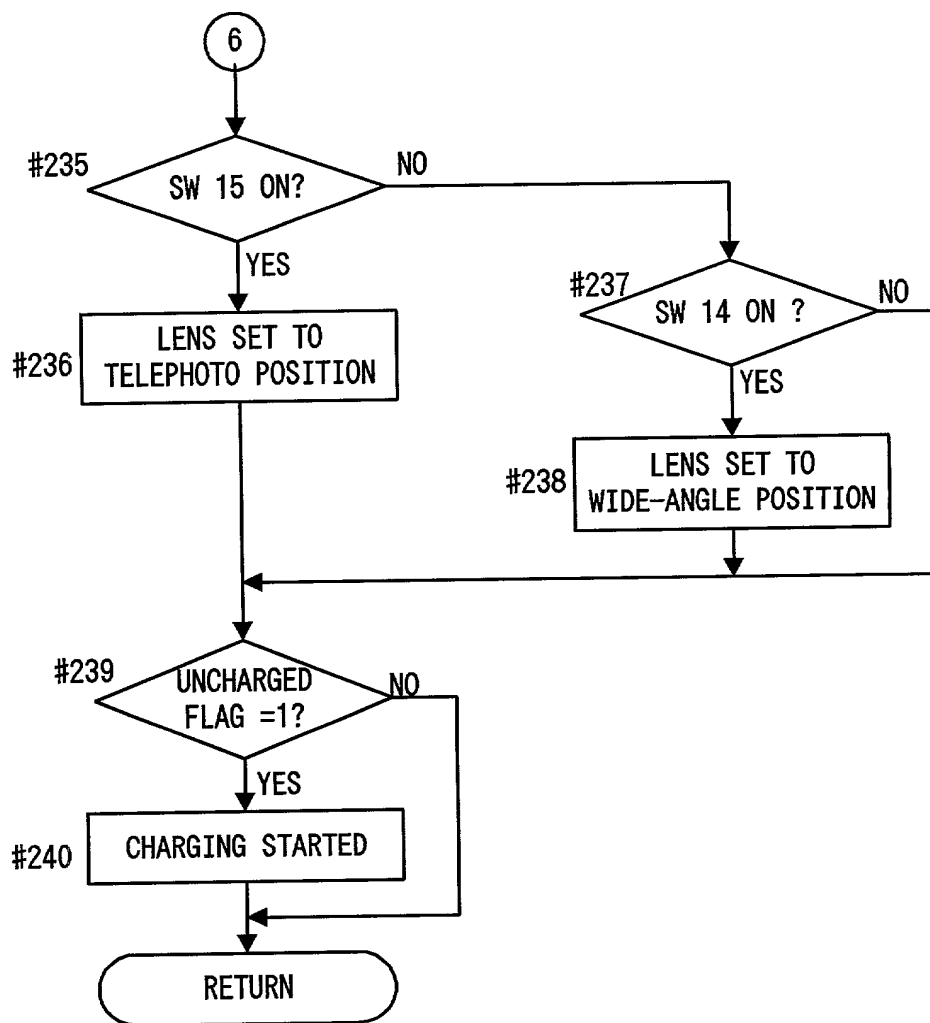 6
#235
SW 15 ON?
NO
YES
#237
SW 14 ON ?
NO
YES
#236
LENS SET TO
TELEPHOTO POSITION
#238
LENS SET TO
WIDE-ANGLE POSITION
#239
UNCHARGED
FLAG =1?
NO
YES
#240
CHARGING STARTED
RETURN